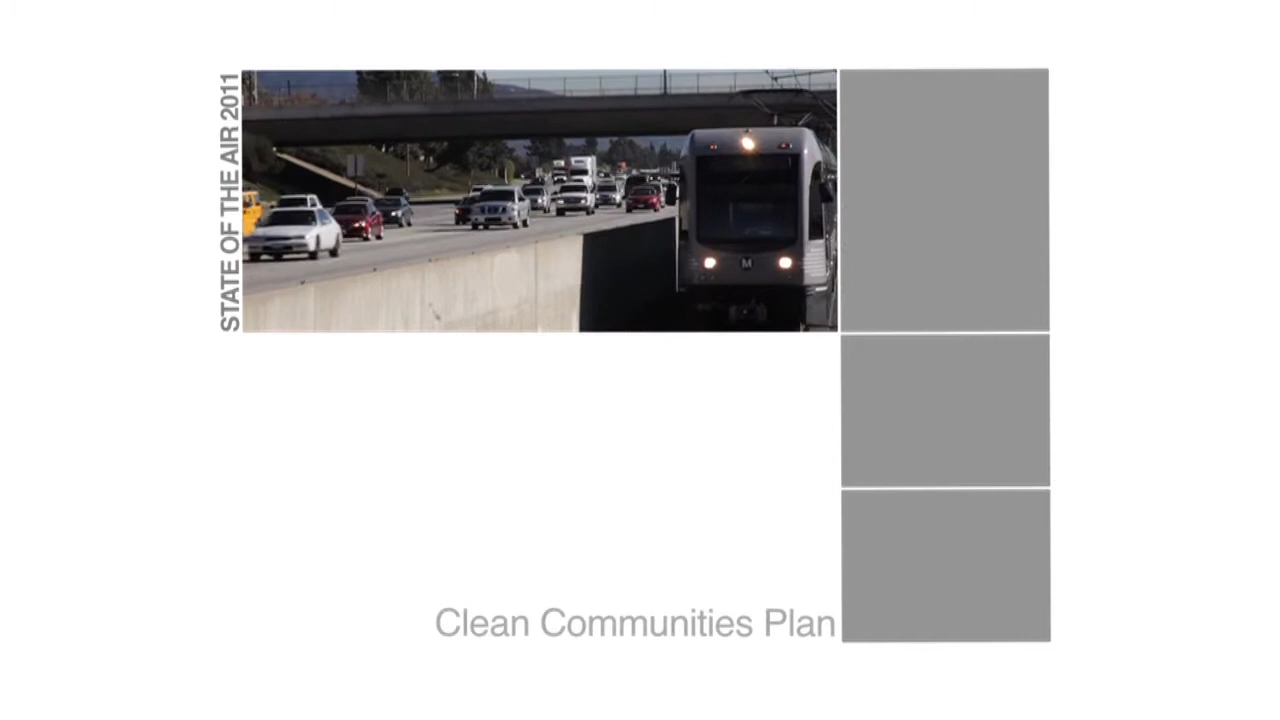 STATE OF THE AIR 2011
M
Clean Communities Plan